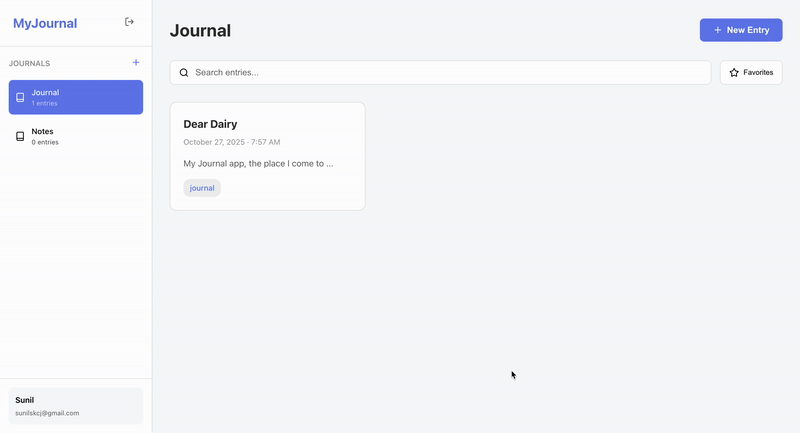 MyJournal
JOURNALS
Journal
1 entries
Notes
0 entries
Sunil
sunilskcj@gmail.com
Journal
New Entry
Search entries...
Favorites
Dear Dairy
October 27, 2025 · 7:57 AM
My Journal app, the place I come to ...
journal